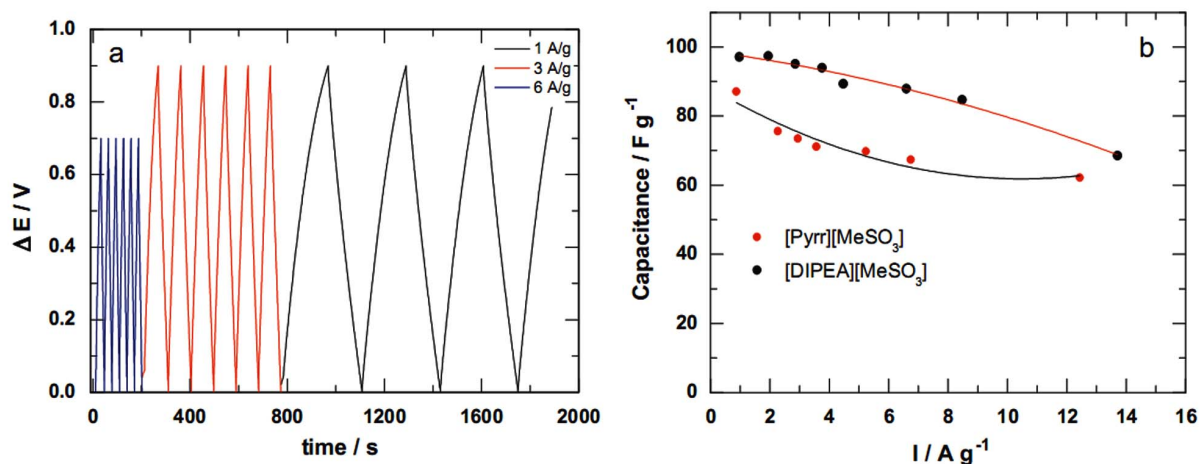 a
1 A/g
3 A/g
6 A/g
1.0
0.8
0.6
0.4
0.2
0.0
Δ E / V
0 400 800 1200 1600 2000
time / s
b
100
80
60
40
20
0
Capacitance / F g⁻¹
[Pyrr][MeSO₃]
[DIPEA][MeSO₃]
0 2 4 6 8 10 12 14 16
I / A g⁻¹